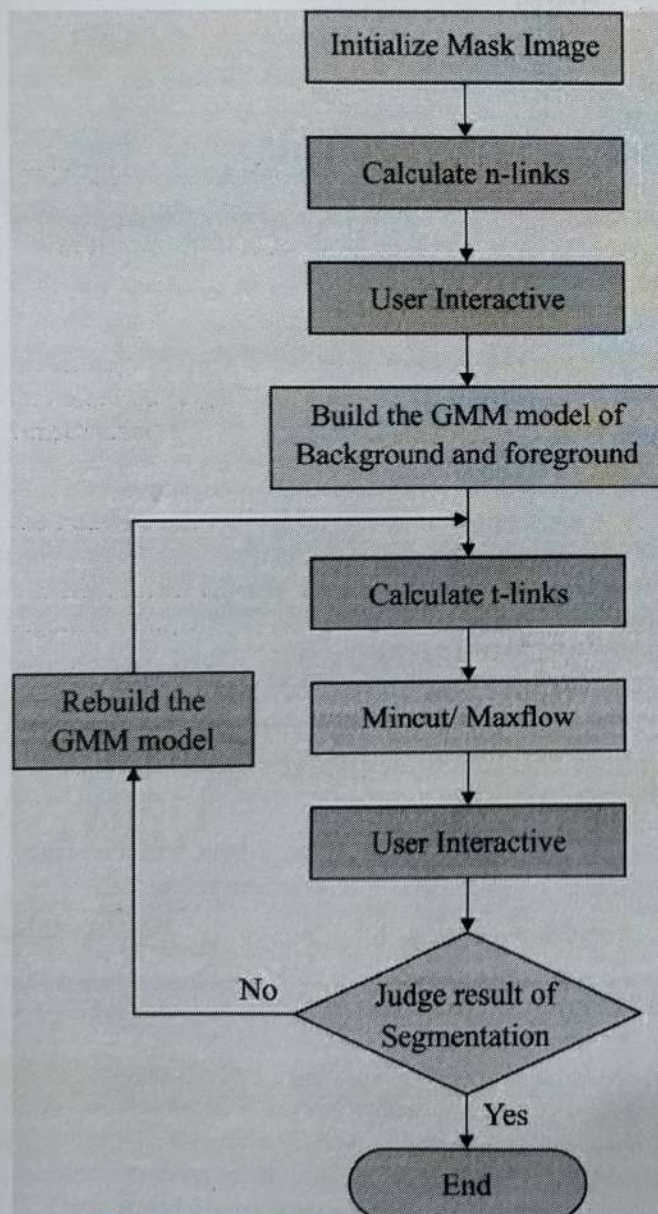 Initialize Mask Image
Calculate n-links
User Interactive
Build the GMM model of
Background and foreground
Calculate t-links
Rebuild the
GMM model
Mincut/ Maxflow
User Interactive
No
Judge result of
Segmentation
Yes
End